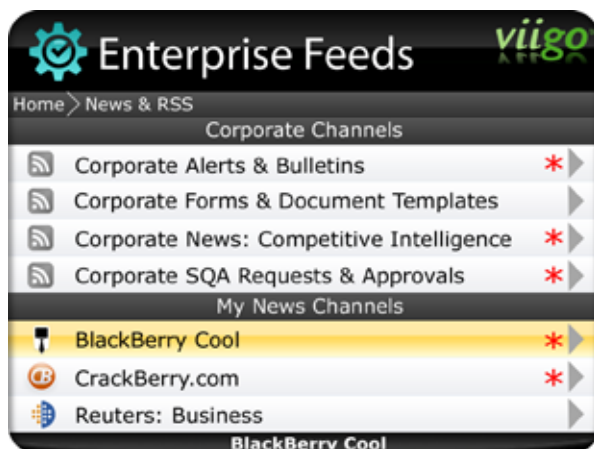 Enterprise Feeds
viigo
Home > News & RSS
Corporate Channels
Corporate Alerts & Bulletins *
Corporate Forms & Document Templates
Corporate News: Competitive Intelligence *
Corporate SQA Requests & Approvals *
My News Channels
BlackBerry Cool *
CrackBerry.com *
Reuters: Business
BlackBerry Cool